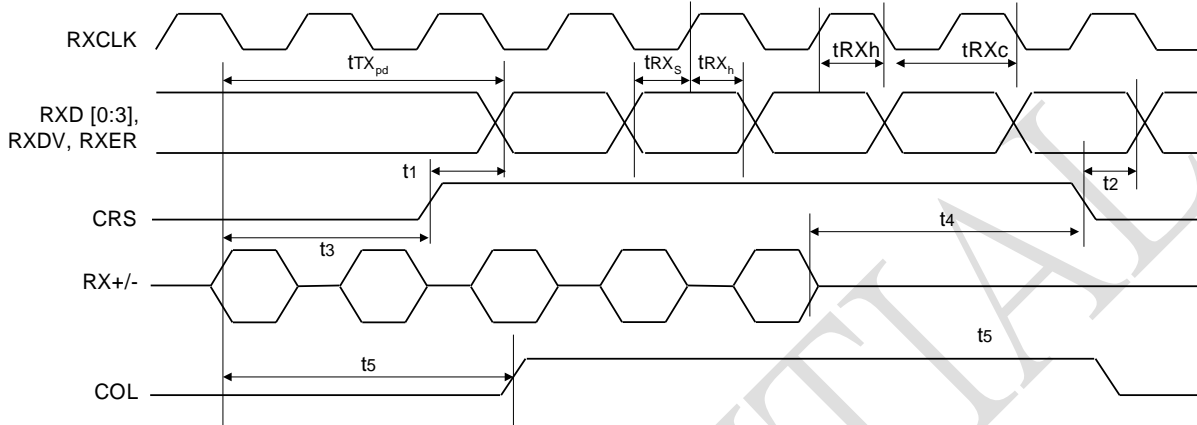 RXCLK
tTXpd
tRXS
tRXh
tRXh
tRXc
RXD [0:3],
RXDV, RXER
t1
t2
CRS
t3
t4
RX+/-
t5
t5
COL
TIAL